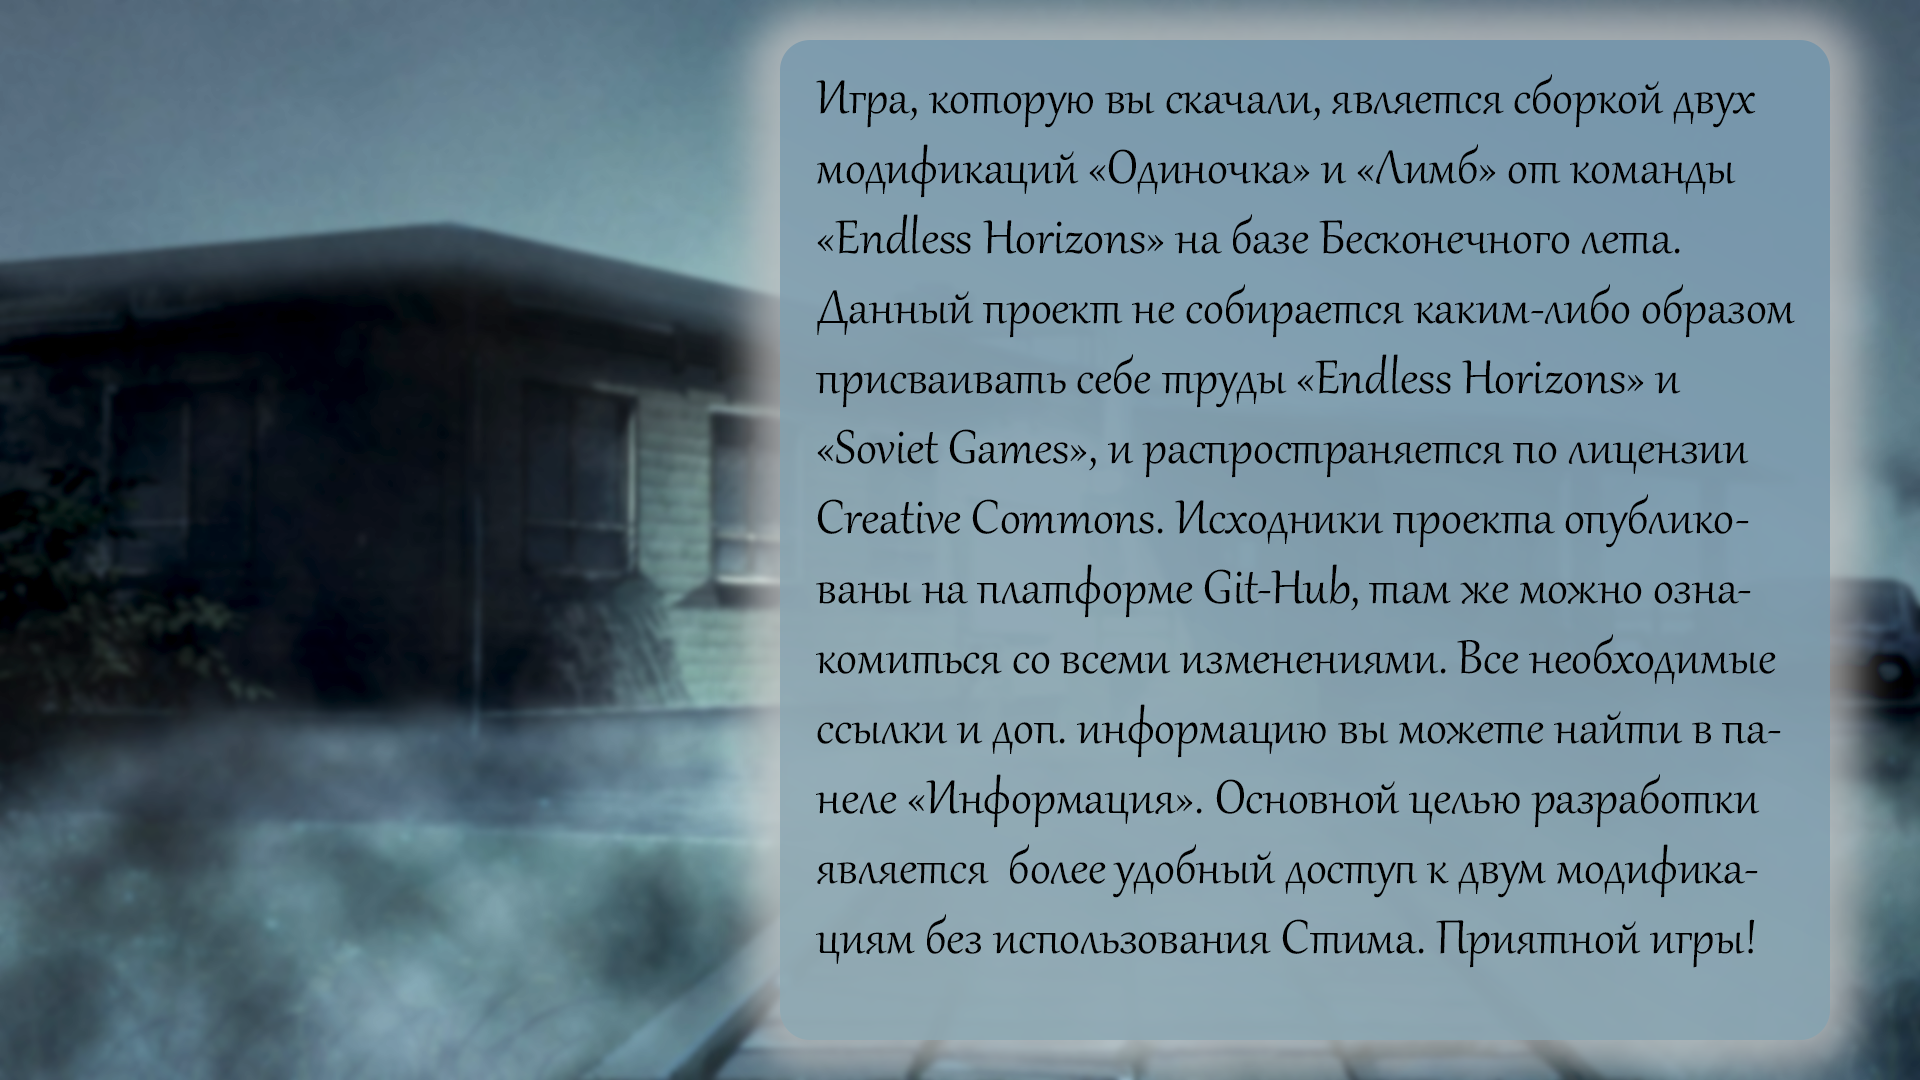 Игра, которую вы скачали, является сборкой двух
модификаций «Одиночка» и «Лимб» от команды
«Endless Horizons» на базе Бесконечного лета.
Данный проект не собирается каким-либо образом
присваивать себе труды «Endless Horizons» и
«Soviet Games», и распространяется по лицензии
Creative Commons. Исходники проекта опублико-
ваны на платформе Git-Hub, там же можно озна-
комиться со всеми изменениями. Все необходимые
ссылки и доп. информацию вы можете найти в па-
неле «Информация». Основной целью разработки
является  более удобный доступ к двум модифика-
циям без использования Стима. Приятной игры!